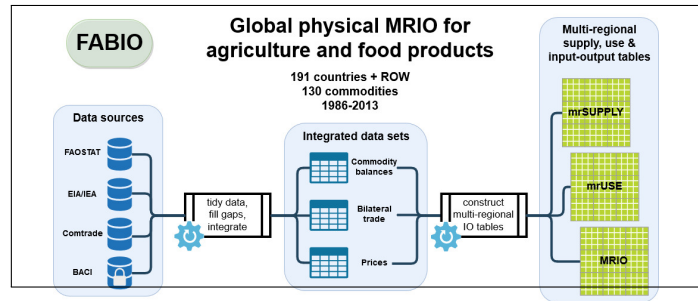 FABIO
Global physical MRIO for
agriculture and food products
191 countries + ROW
130 commodities
1986-2013
Data sources
FAOSTAT
EIA/IEA
Comtrade
BACI
tidy data,
fill gaps,
integrate
Integrated data sets
Commodity
balances
Bilateral
trade
Prices
construct
multi-regional
IO tables
Multi-regional
supply, use &
input-output tables
mrSUPPLY
mrUSE
MRIO